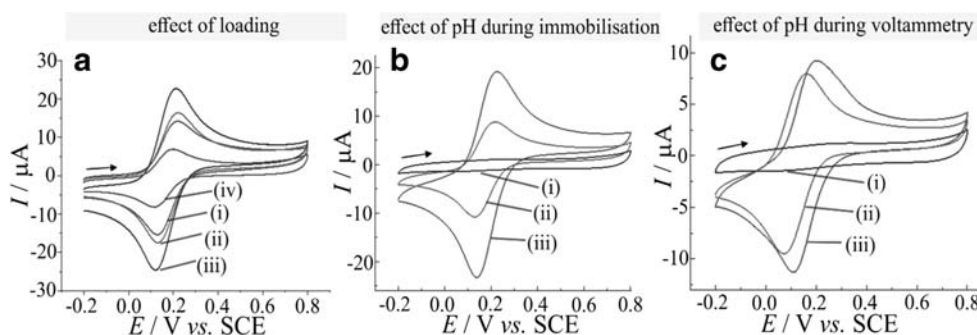 effect of loading
effect of pH during immobilisation
effect of pH during voltammetry
a
30
20
10
0
-10
-20
-30
I / µA
(iv)
(i)
(ii)
(iii)
-0.2 0.0 0.2 0.4 0.6 0.8
E / V vs. SCE
b
20
10
0
-10
-20
I / µA
(i)
(ii)
(iii)
-0.2 0.0 0.2 0.4 0.6 0.8
E / V vs. SCE
c
10
5
0
-5
-10
I / µA
(i)
(ii)
(iii)
-0.2 0.0 0.2 0.4 0.6 0.8
E / V vs. SCE